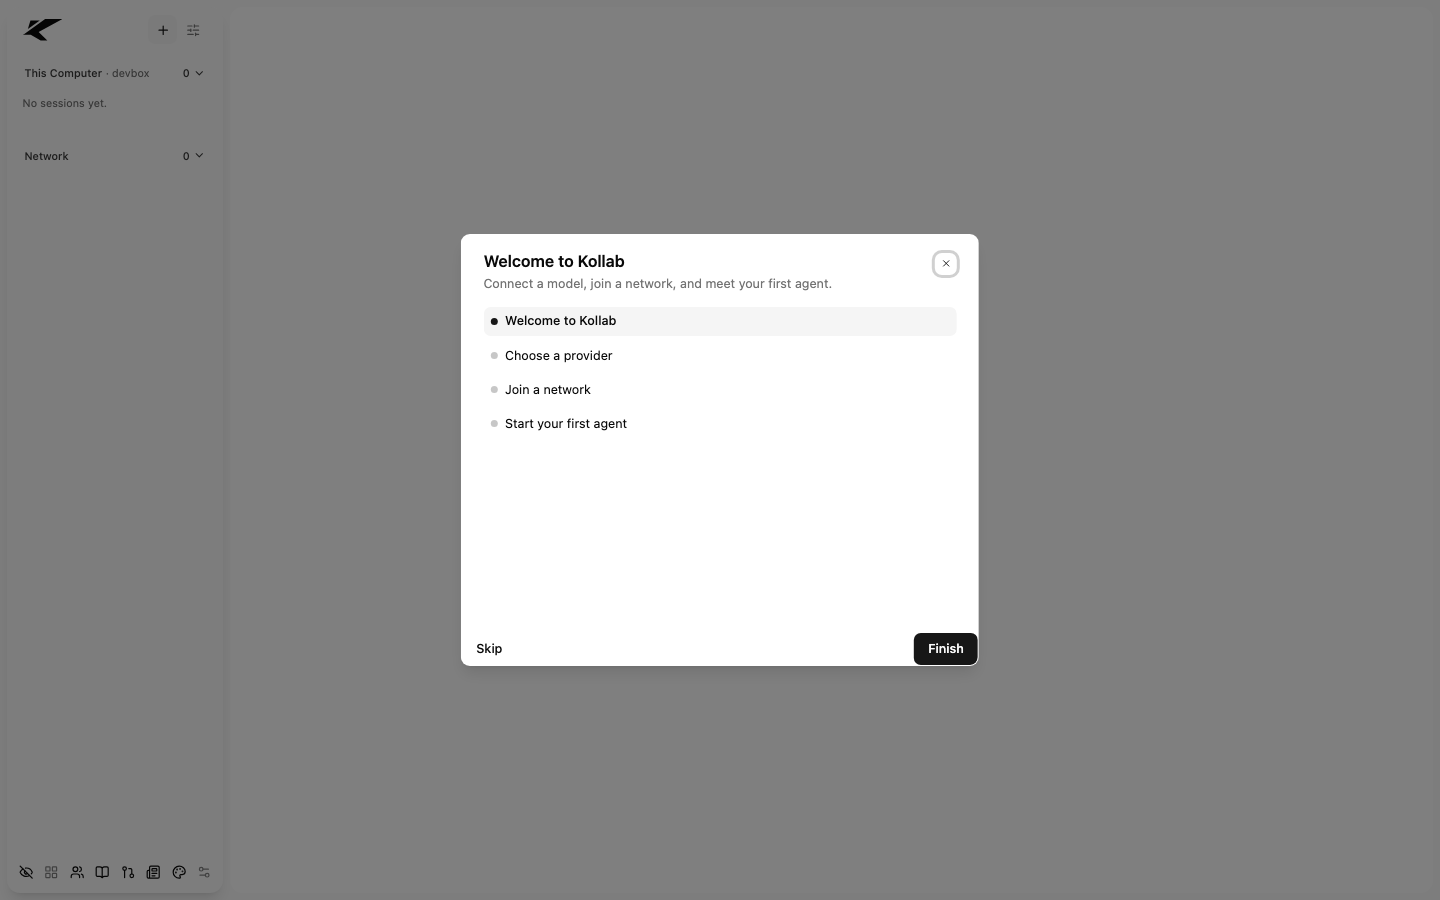 This Computer · devbox 0
No sessions yet.
Network 0
Welcome to Kollab
Connect a model, join a network, and meet your first agent.
Welcome to Kollab
Choose a provider
Join a network
Start your first agent
Skip Finish